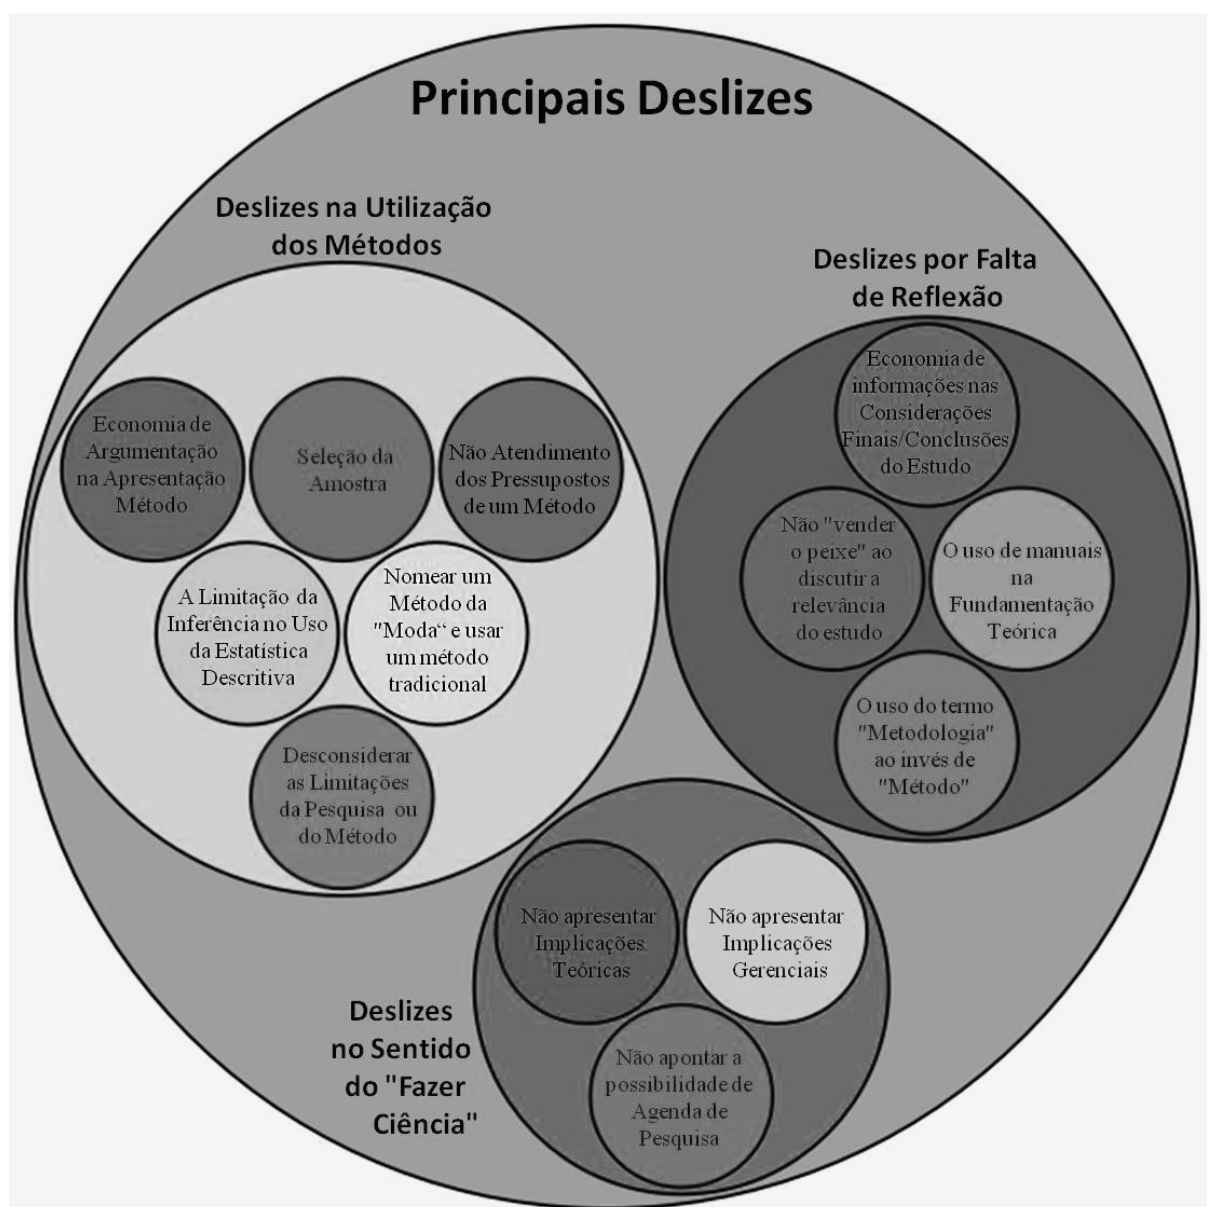 Principais Deslizes
Deslizes na Utilização
dos Métodos
Economia de
Argumentação
na Apresentação
Método
Seleção da
Amostra
Não Atendimento
dos Pressupostos
de um Método
A Limitação da
Inferência no Uso
da Estatística
Descritiva
Nomear um
Método da
"Moda“ e usar
um método
tradicional
Desconsiderar
as Limitações
da Pesquisa ou
do Método
Deslizes por Falta
de Reflexão
Economia de
informações nas
Considerações
Finais/Conclusões
do Estudo
Não "vender
o peixe" ao
discutir a
relevância
do estudo
O uso de manuais
na
Fundamentação
Teórica
O uso do termo
"Metodologia"
ao invés de
"Método"
Deslizes
no Sentido
do "Fazer
Ciência"
Não apresentar
Implicações
Teóricas
Não apresentar
Implicações
Gerenciais
Não apontar a
possibilidade de
Agenda de
Pesquisa